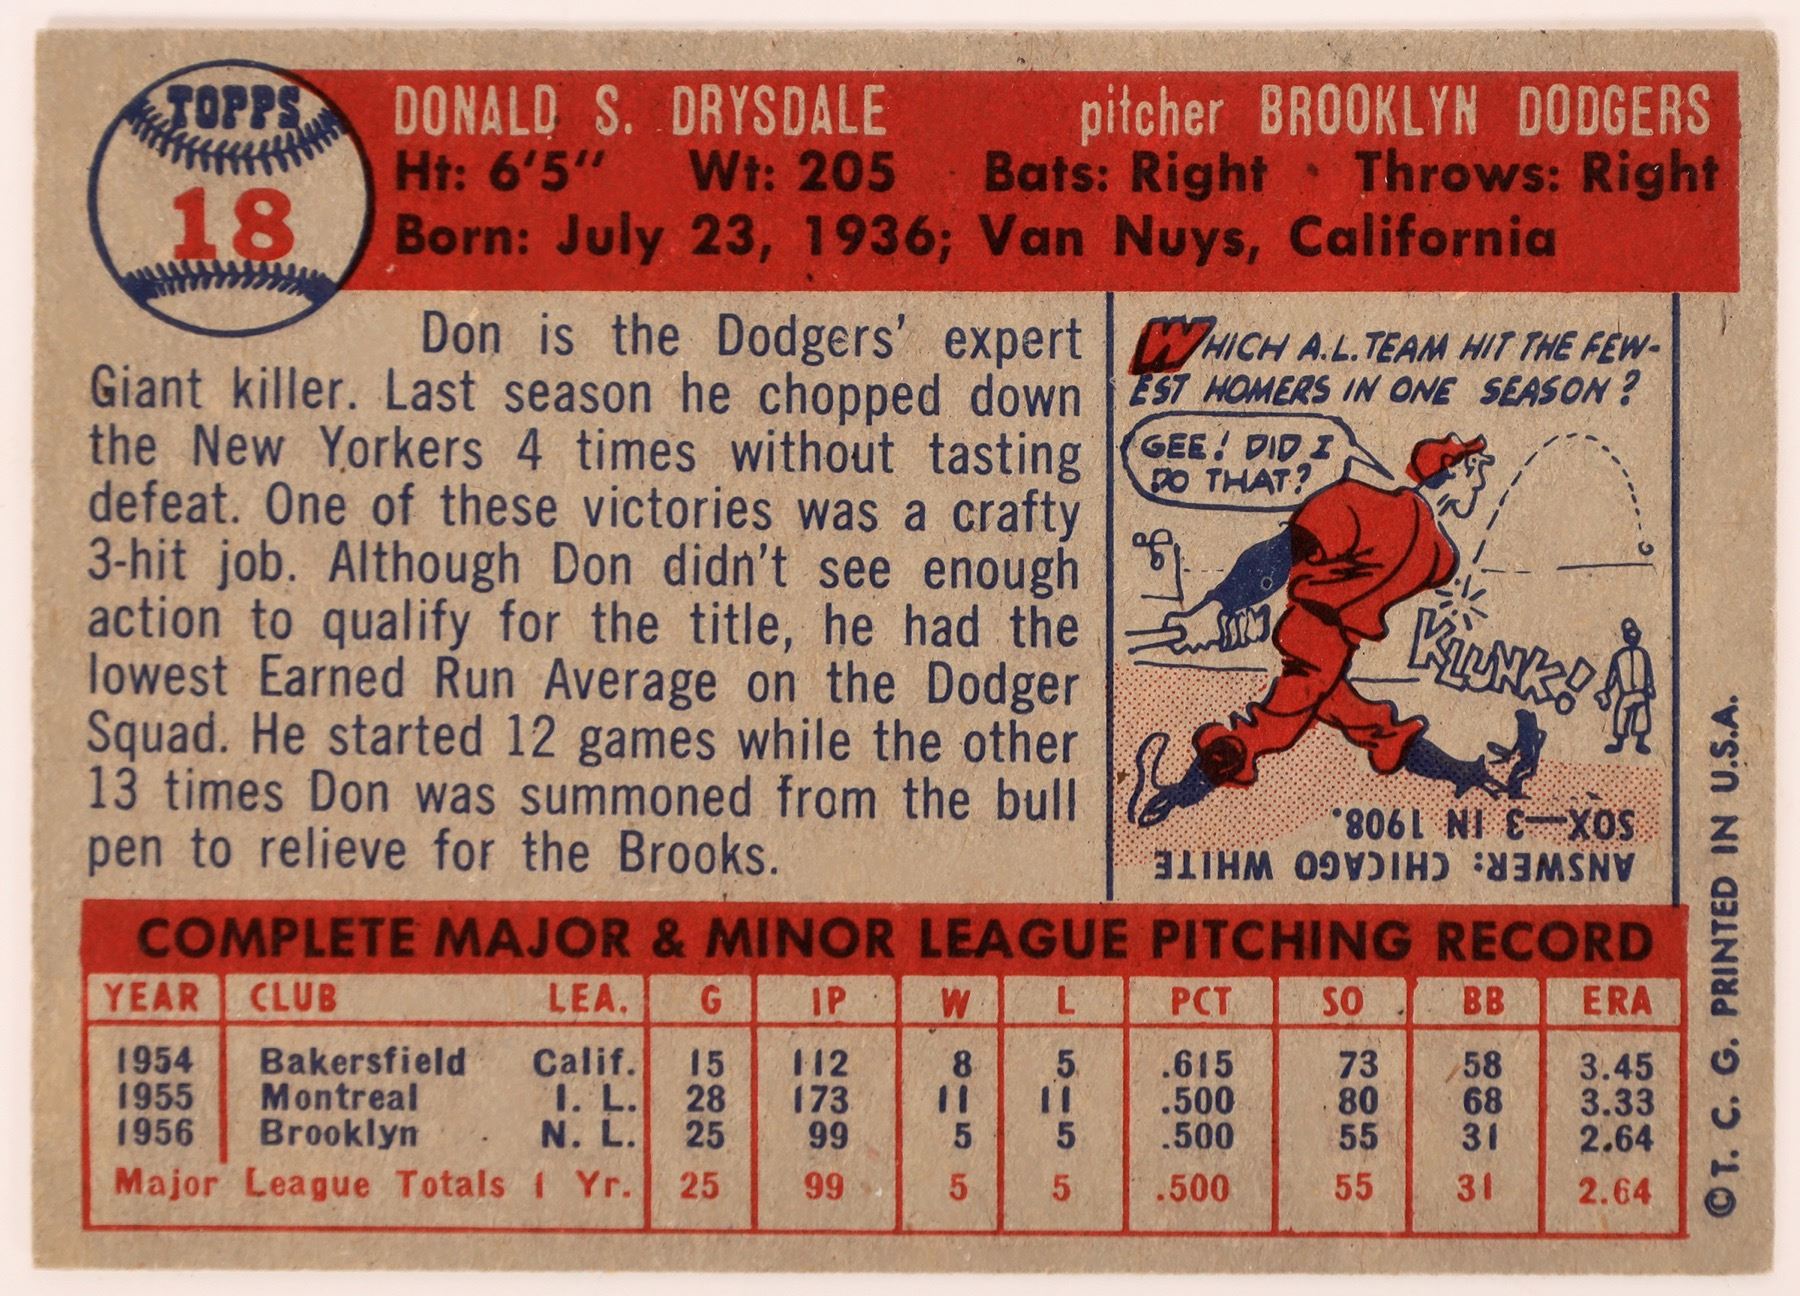 TOPPS
18
DONALD S. DRYSDALE pitcher BROOKLYN DODGERS
Ht: 6'5" Wt: 205 Bats: Right · Throws: Right
Born: July 23, 1936; Van Nuys, California
Don is the Dodgers' expert
Giant killer. Last season he chopped down
the New Yorkers 4 times without tasting
defeat. One of these victories was a crafty
3-hit job. Although Don didn't see enough
action to qualify for the title, he had the
lowest Earned Run Average on the Dodger
Squad. He started 12 games while the other
13 times Don was summoned from the bull
pen to relieve for the Brooks.
WHICH A.L. TEAM HIT THE FEW-
EST HOMERS IN ONE SEASON?
GEE! DID I
DO THAT?
KLUNK!
ANSWER: CHICAGO WHITE
SOX—3 IN 1908.
COMPLETE MAJOR & MINOR LEAGUE PITCHING RECORD
YEAR CLUB LEA. G IP W L PCT SO BB ERA
1954 Bakersfield Calif. 15 112 8 5 .615 73 58 3.45
1955 Montreal I. L. 28 173 11 11 .500 80 68 3.33
1956 Brooklyn N. L. 25 99 5 5 .500 55 31 2.64
Major League Totals 1 Yr. 25 99 5 5 .500 55 31 2.64
© T. C. G. PRINTED IN U.S.A.